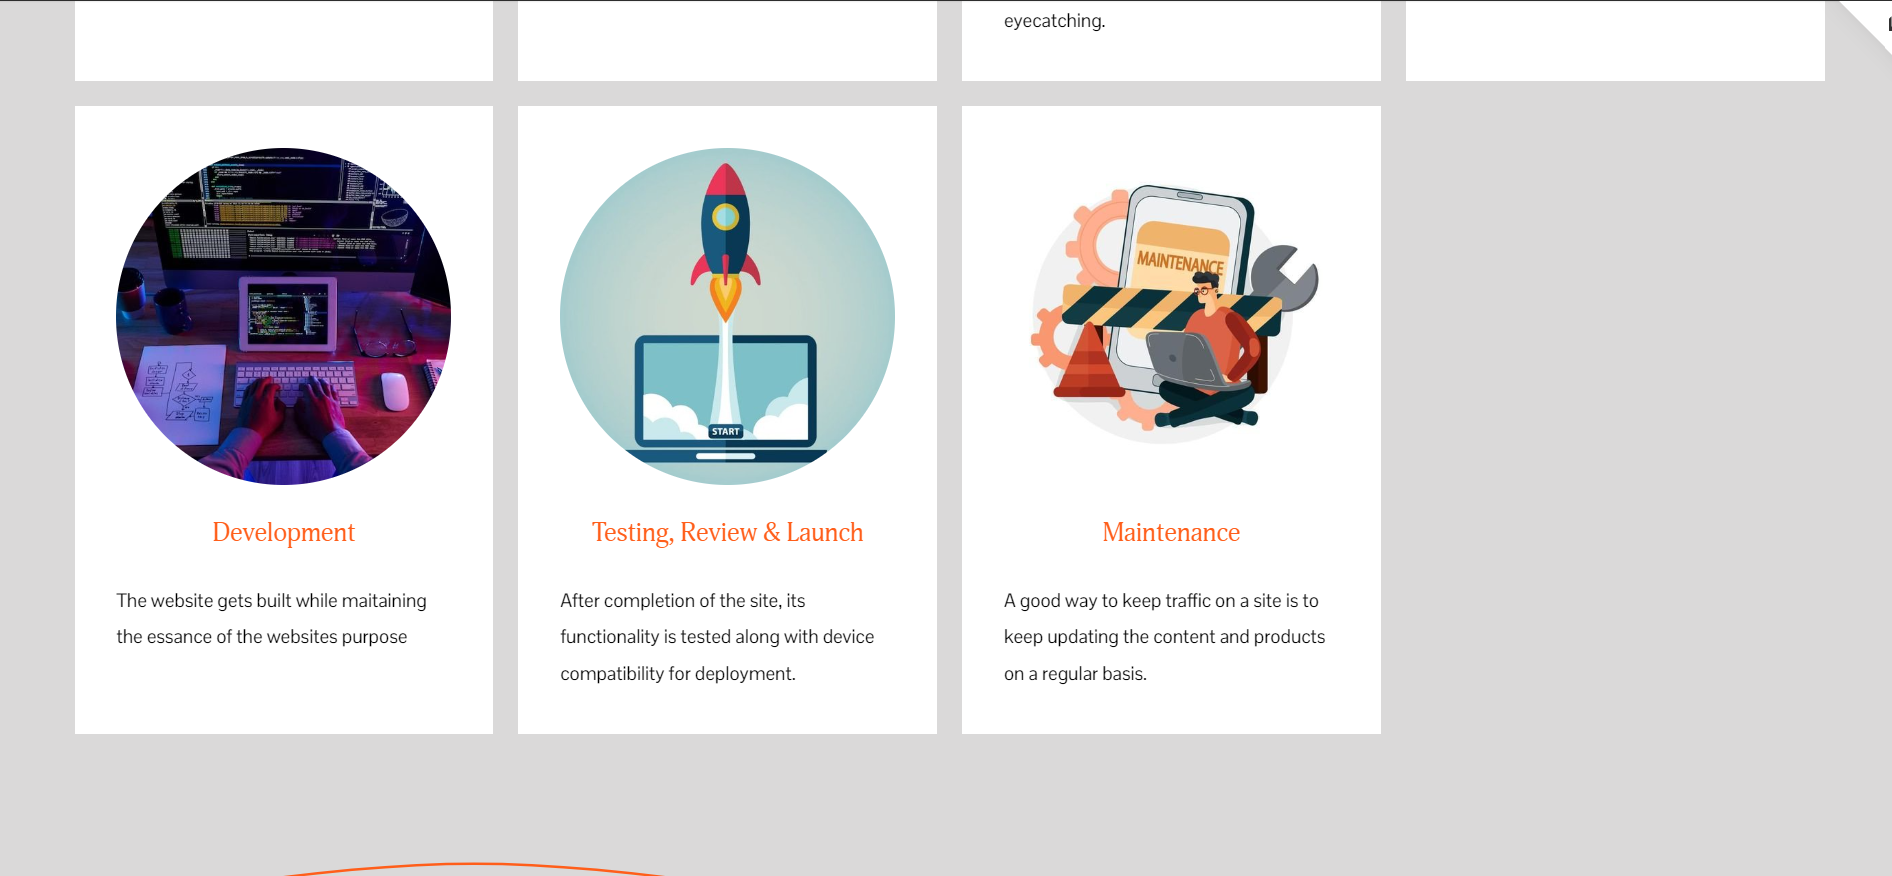 eyecatching.
MAINTENANCE
START
Development
Testing, Review & Launch
Maintenance
The website gets built while maitaining
the essance of the websites purpose
After completion of the site, its
functionality is tested along with device
compatibility for deployment.
A good way to keep traffic on a site is to
keep updating the content and products
on a regular basis.